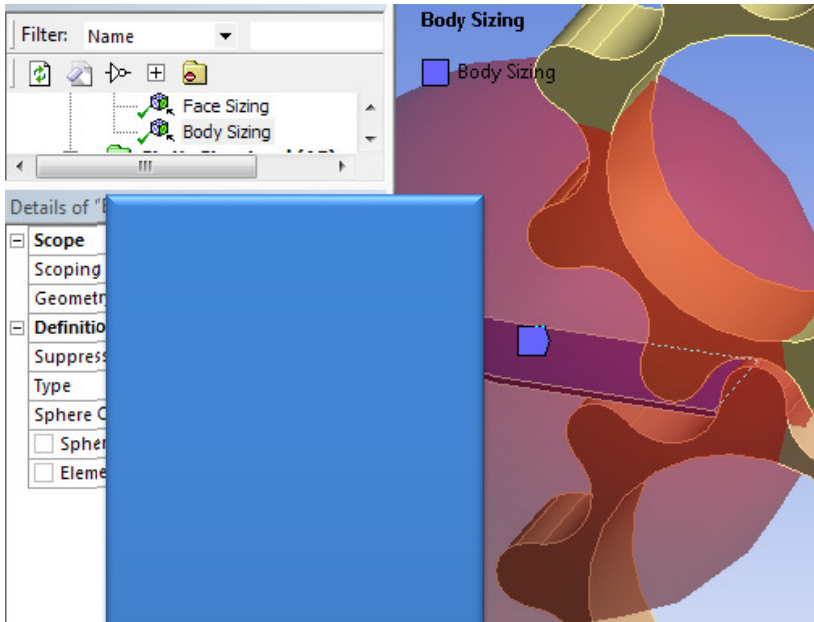 Filter: Name
Body Sizing
Body Sizing
Face Sizing
Body Sizing
Details of "
Scope
Scoping
Geometr
Definitio
Suppress
Type
Sphere C
Spher
Eleme